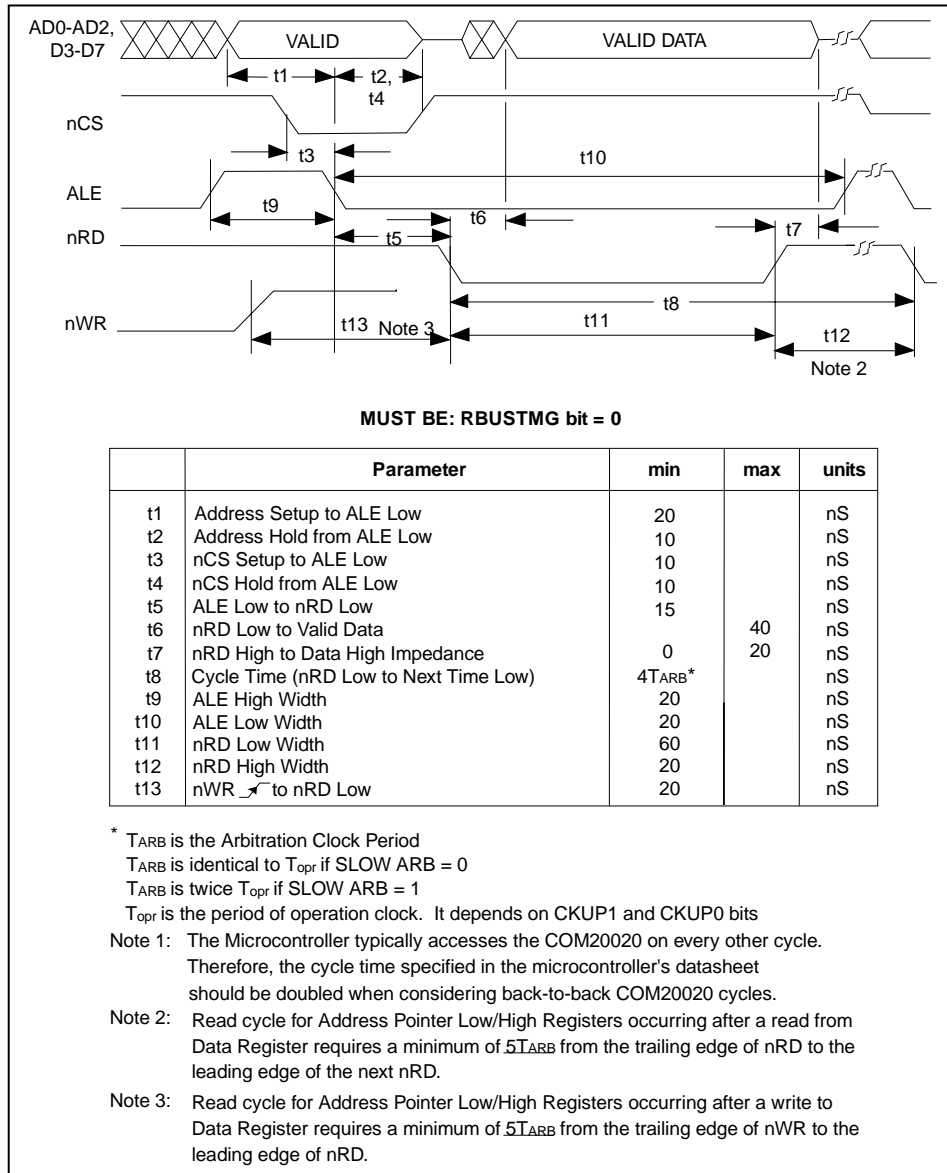 AD0-AD2,
D3-D7
VALID
VALID DATA
t1
t2,
t4
nCS
t3
t10
ALE
t9
t6
nRD
t5
t7
t8
nWR
t13 Note 3
t11
t12
Note 2
MUST BE: RBUSTMG bit = 0
Parameter min max units
t1 Address Setup to ALE Low 20 nS
t2 Address Hold from ALE Low 10 nS
t3 nCS Setup to ALE Low 10 nS
t4 nCS Hold from ALE Low 10 nS
t5 ALE Low to nRD Low 15 nS
t6 nRD Low to Valid Data 40 nS
t7 nRD High to Data High Impedance 0 20 nS
t8 Cycle Time (nRD Low to Next Time Low) 4TARB* nS
t9 ALE High Width 20 nS
t10 ALE Low Width 20 nS
t11 nRD Low Width 60 nS
t12 nRD High Width 20 nS
t13 nWR to nRD Low 20 nS
* TARB is the Arbitration Clock Period
TARB is identical to Topr if SLOW ARB = 0
TARB is twice Topr if SLOW ARB = 1
Topr is the period of operation clock. It depends on CKUP1 and CKUP0 bits
Note 1: The Microcontroller typically accesses the COM20020 on every other cycle.
Therefore, the cycle time specified in the microcontroller's datasheet
should be doubled when considering back-to-back COM20020 cycles.
Note 2: Read cycle for Address Pointer Low/High Registers occurring after a read from
Data Register requires a minimum of 5TARB from the trailing edge of nRD to the
leading edge of the next nRD.
Note 3: Read cycle for Address Pointer Low/High Registers occurring after a write to
Data Register requires a minimum of 5TARB from the trailing edge of nWR to the
leading edge of nRD.